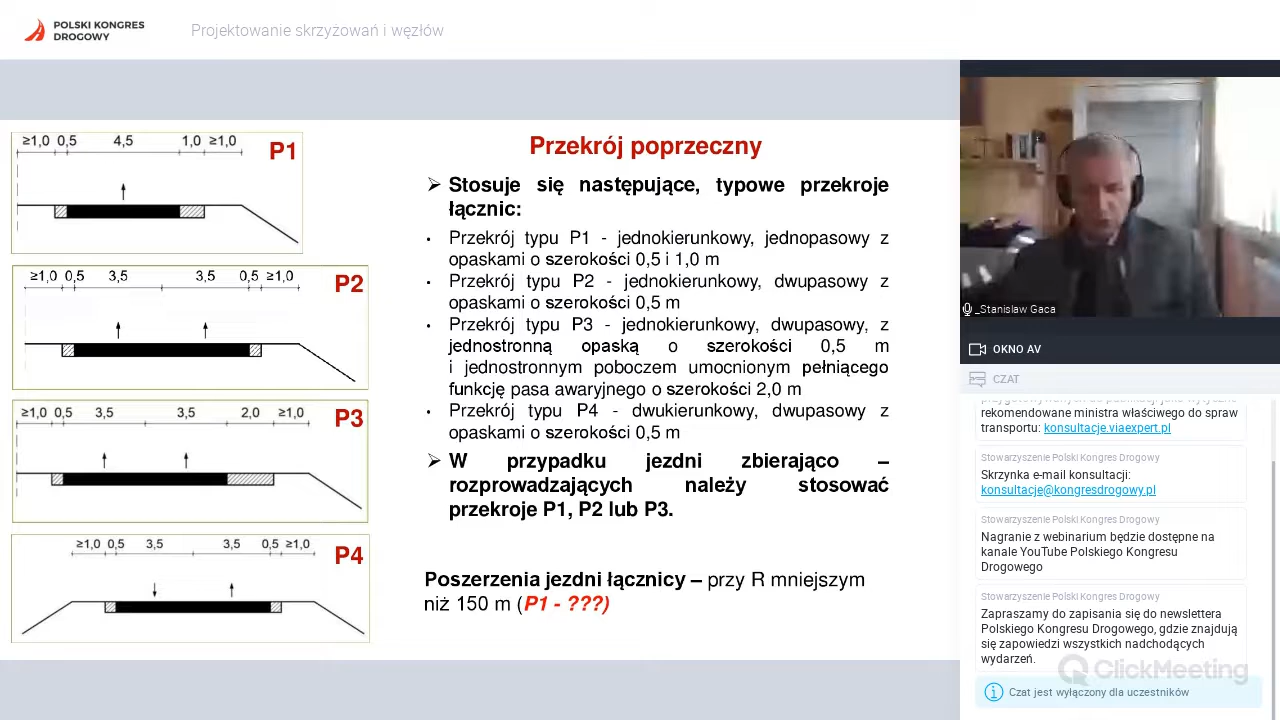 POLSKI KONGRES
DROGOWY
Projektowanie skrzyżowań i węzłów
≥1,0 0,5 4,5 1,0 ≥1,0
P1
≥1,0 0,5 3,5 3,5 0,5 ≥1,0
P2
≥1,0 0,5 3,5 3,5 2,0 ≥1,0
P3
≥1,0 0,5 3,5 3,5 0,5 ≥1,0
P4
Przekrój poprzeczny
➢ Stosuje się następujące, typowe przekroje
łącznic:
• Przekrój typu P1 - jednokierunkowy, jednopasowy z
opaskami o szerokości 0,5 i 1,0 m
• Przekrój typu P2 - jednokierunkowy, dwupasowy z
opaskami o szerokości 0,5 m
• Przekrój typu P3 - jednokierunkowy, dwupasowy, z
jednostronną opaską o szerokości 0,5 m
i jednostronnym poboczem umocnionym pełniącego
funkcję pasa awaryjnego o szerokości 2,0 m
• Przekrój typu P4 - dwukierunkowy, dwupasowy z
opaskami o szerokości 0,5 m
➢ W przypadku jezdni zbierająco –
rozprowadzających należy stosować
przekroje P1, P2 lub P3.
Poszerzenia jezdni łącznicy – przy R mniejszym
niż 150 m (P1 - ???)
_Stanislaw Gaca
OKNO AV
CZAT
rekomendowane ministra właściwego do spraw
transportu: konsultacje.viaexpert.pl
Stowarzyszenie Polski Kongres Drogowy
Skrzynka e-mail konsultacji:
konsultacje@kongresdrogowy.pl
Stowarzyszenie Polski Kongres Drogowy
Nagranie z webinarium będzie dostępne na
kanale YouTube Polskiego Kongresu
Drogowego
Stowarzyszenie Polski Kongres Drogowy
Zapraszamy do zapisania się do newslettera
Polskiego Kongresu Drogowego, gdzie znajdują
się zapowiedzi wszystkich nadchodzących
wydarzeń.
ClickMeeting
Czat jest wyłączony dla uczestników